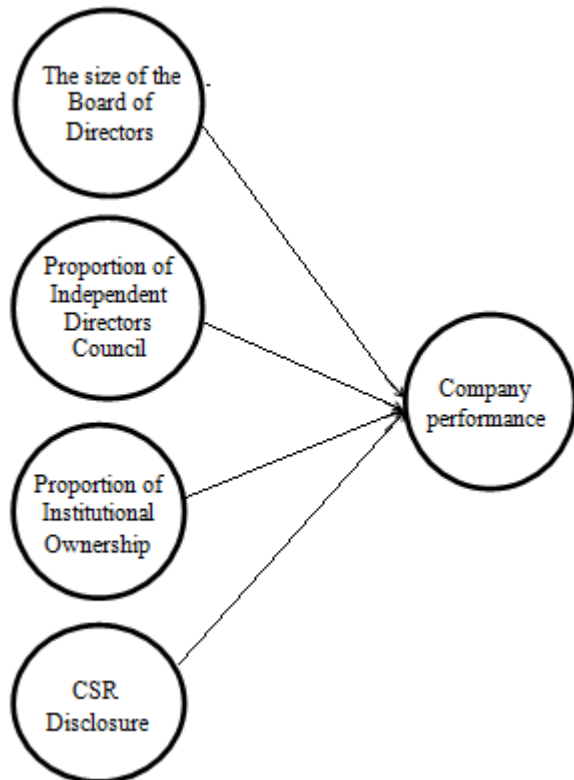 The size of the
Board of
Directors
Proportion of
Independent
Directors
Council
Proportion of
Institutional
Ownership
CSR
Disclosure
Company
performance